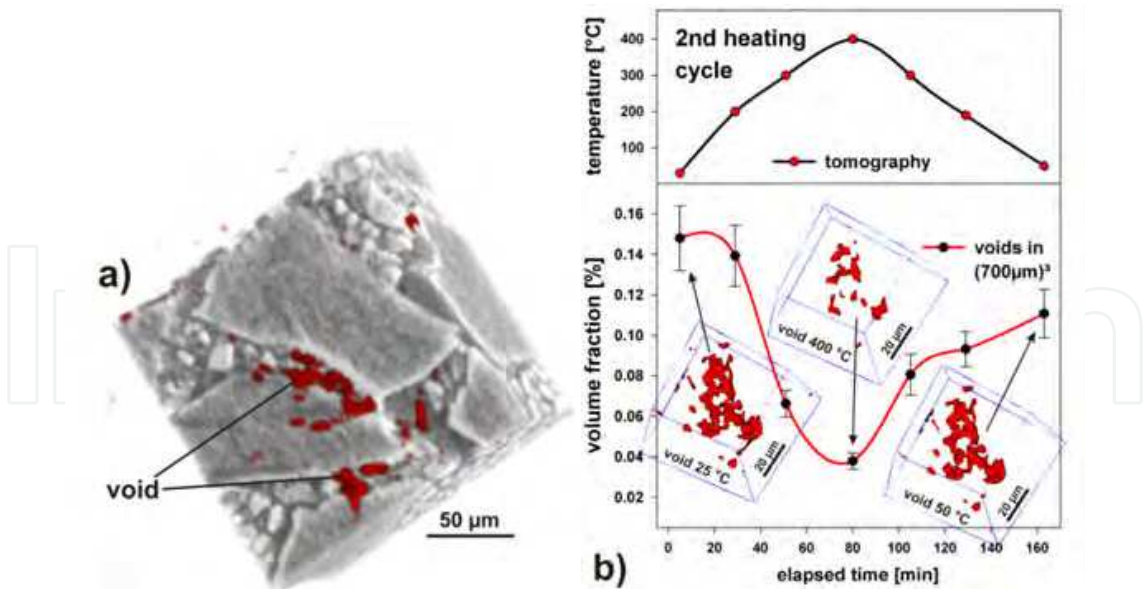 a)
void
50 µm
b)
temperature [°C]
400
300
200
100
2nd heating
cycle
tomography
volume fraction [%]
0.16
0.14
0.12
0.10
0.08
0.06
0.04
0.02
voids in
(700µm)³
void 400 °C
20 µm
void 25 °C
20 µm
void 50 °C
20 µm
0 20 40 60 80 100 120 140 160
elapsed time [min]